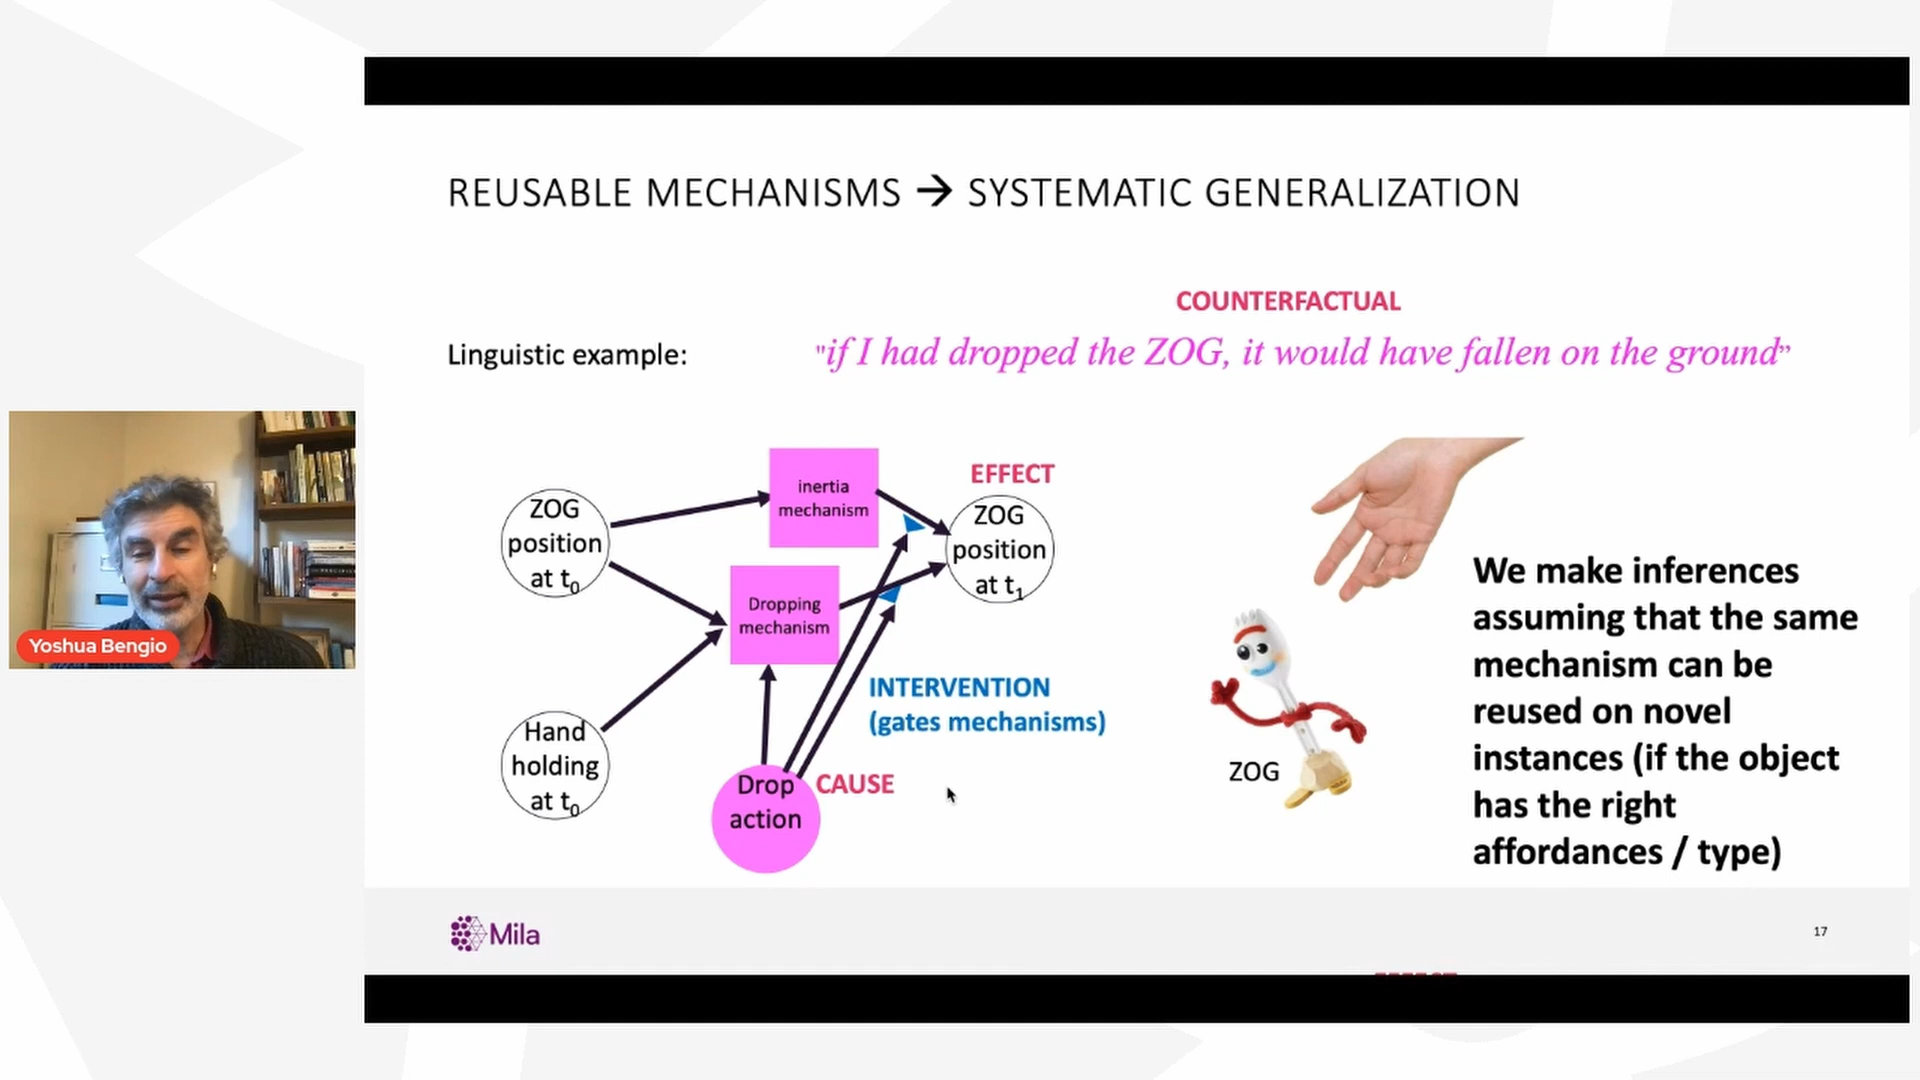 REUSABLE MECHANISMS → SYSTEMATIC GENERALIZATION
COUNTERFACTUAL
Linguistic example:
"if I had dropped the ZOG, it would have fallen on the ground”
inertia
mechanism
EFFECT
ZOG
position
at t0
ZOG
position
at t1
Dropping
mechanism
INTERVENTION
(gates mechanisms)
Hand
holding
at t0
Drop
action
CAUSE
ZOG
We make inferences
assuming that the same
mechanism can be
reused on novel
instances (if the object
has the right
affordances / type)
Yoshua Bengio
Mila
17